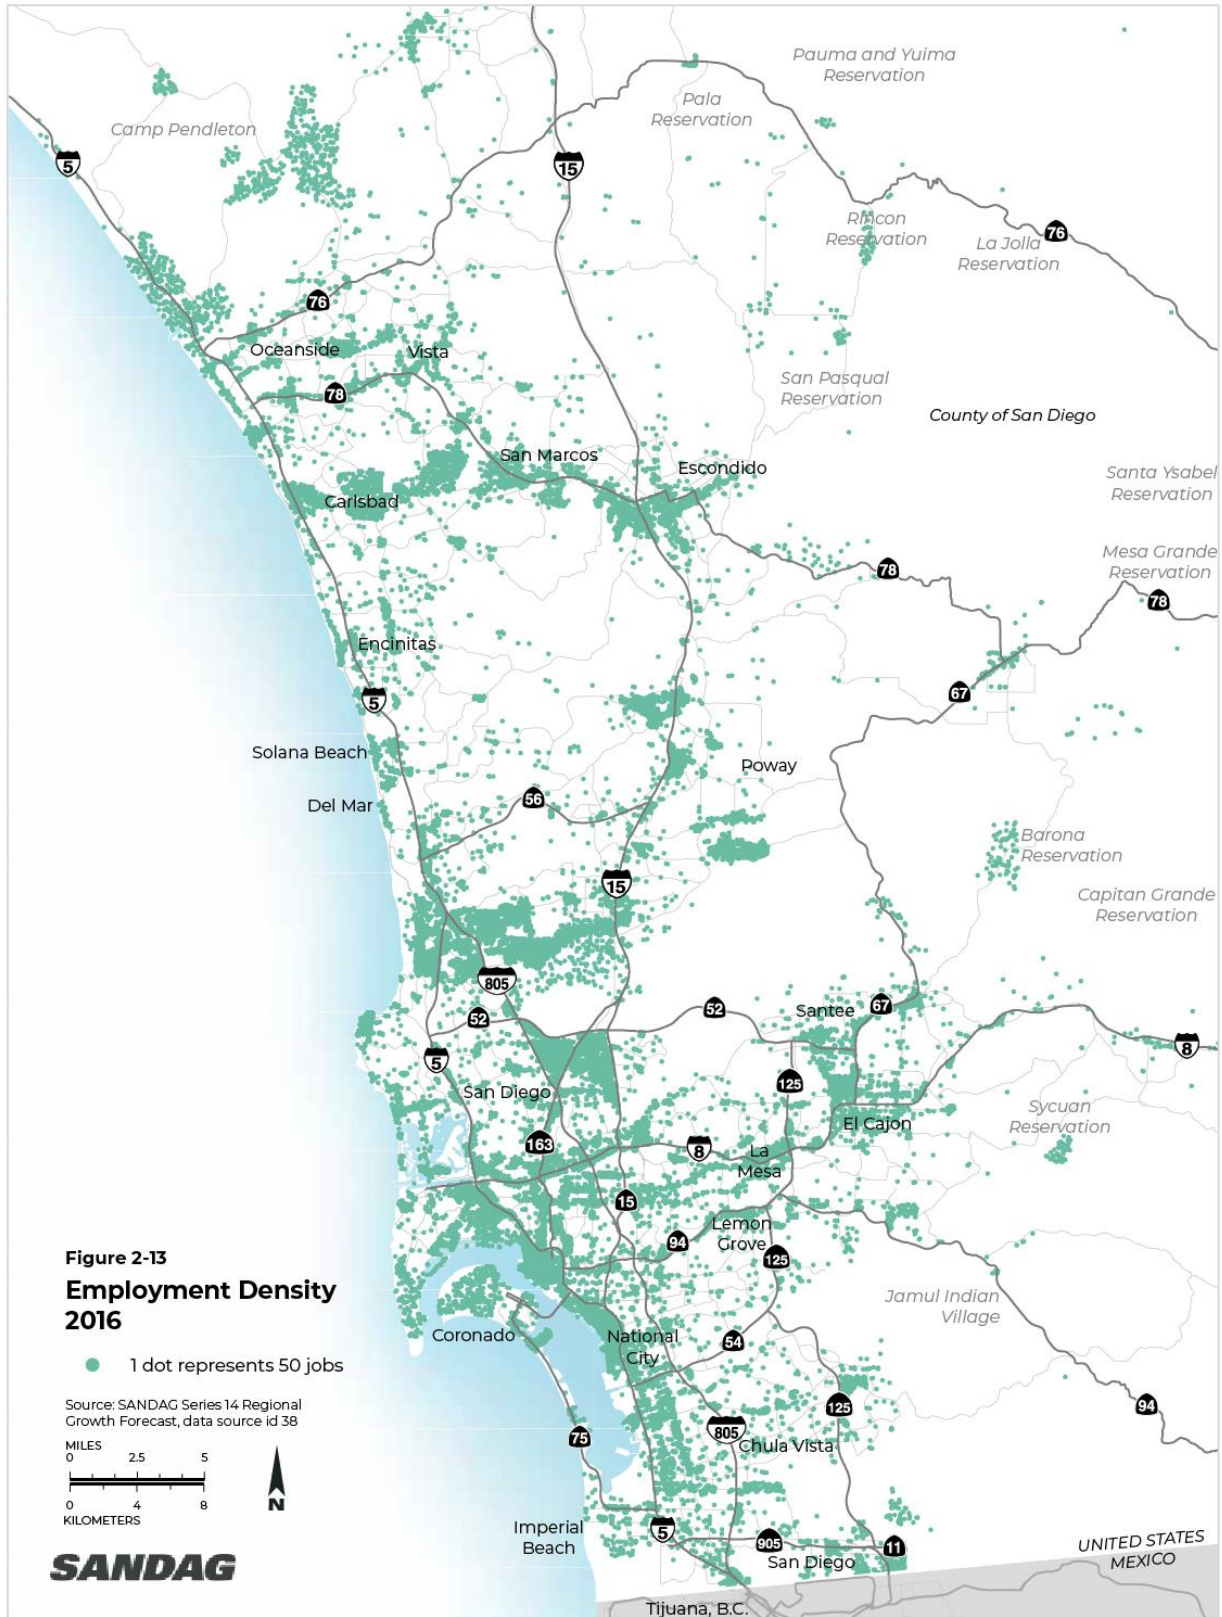 Pauma and Yuima
Reservation
Pala
Reservation
Camp Pendleton
5
15
Rincon
Reservation
La Jolla
Reservation
76
76
Oceanside
Vista
78
San Pasqual
Reservation
County of San Diego
San Marcos
Escondido
Carlsbad
Santa Ysabel
Reservation
Mesa Grande
Reservation
78
78
Encinitas
67
5
Solana Beach
Poway
Del Mar
56
Barona
Reservation
15
Capitan Grande
Reservation
805
52
52
Santee
67
8
5
San Diego
125
Sycuan
Reservation
163
El Cajon
8
La
Mesa
15
Lemon
Grove
94
125
Jamul Indian
Village
Coronado
National
City
54
125
94
75
805
Chula Vista
Imperial
Beach
5
905
San Diego
11
UNITED STATES
MEXICO
Tijuana, B.C.
Figure 2-13
Employment Density
2016
1 dot represents 50 jobs
Source: SANDAG Series 14 Regional
Growth Forecast, data source id 38
MILES
0 2.5 5
0 4 8
KILOMETERS
N
SANDAG